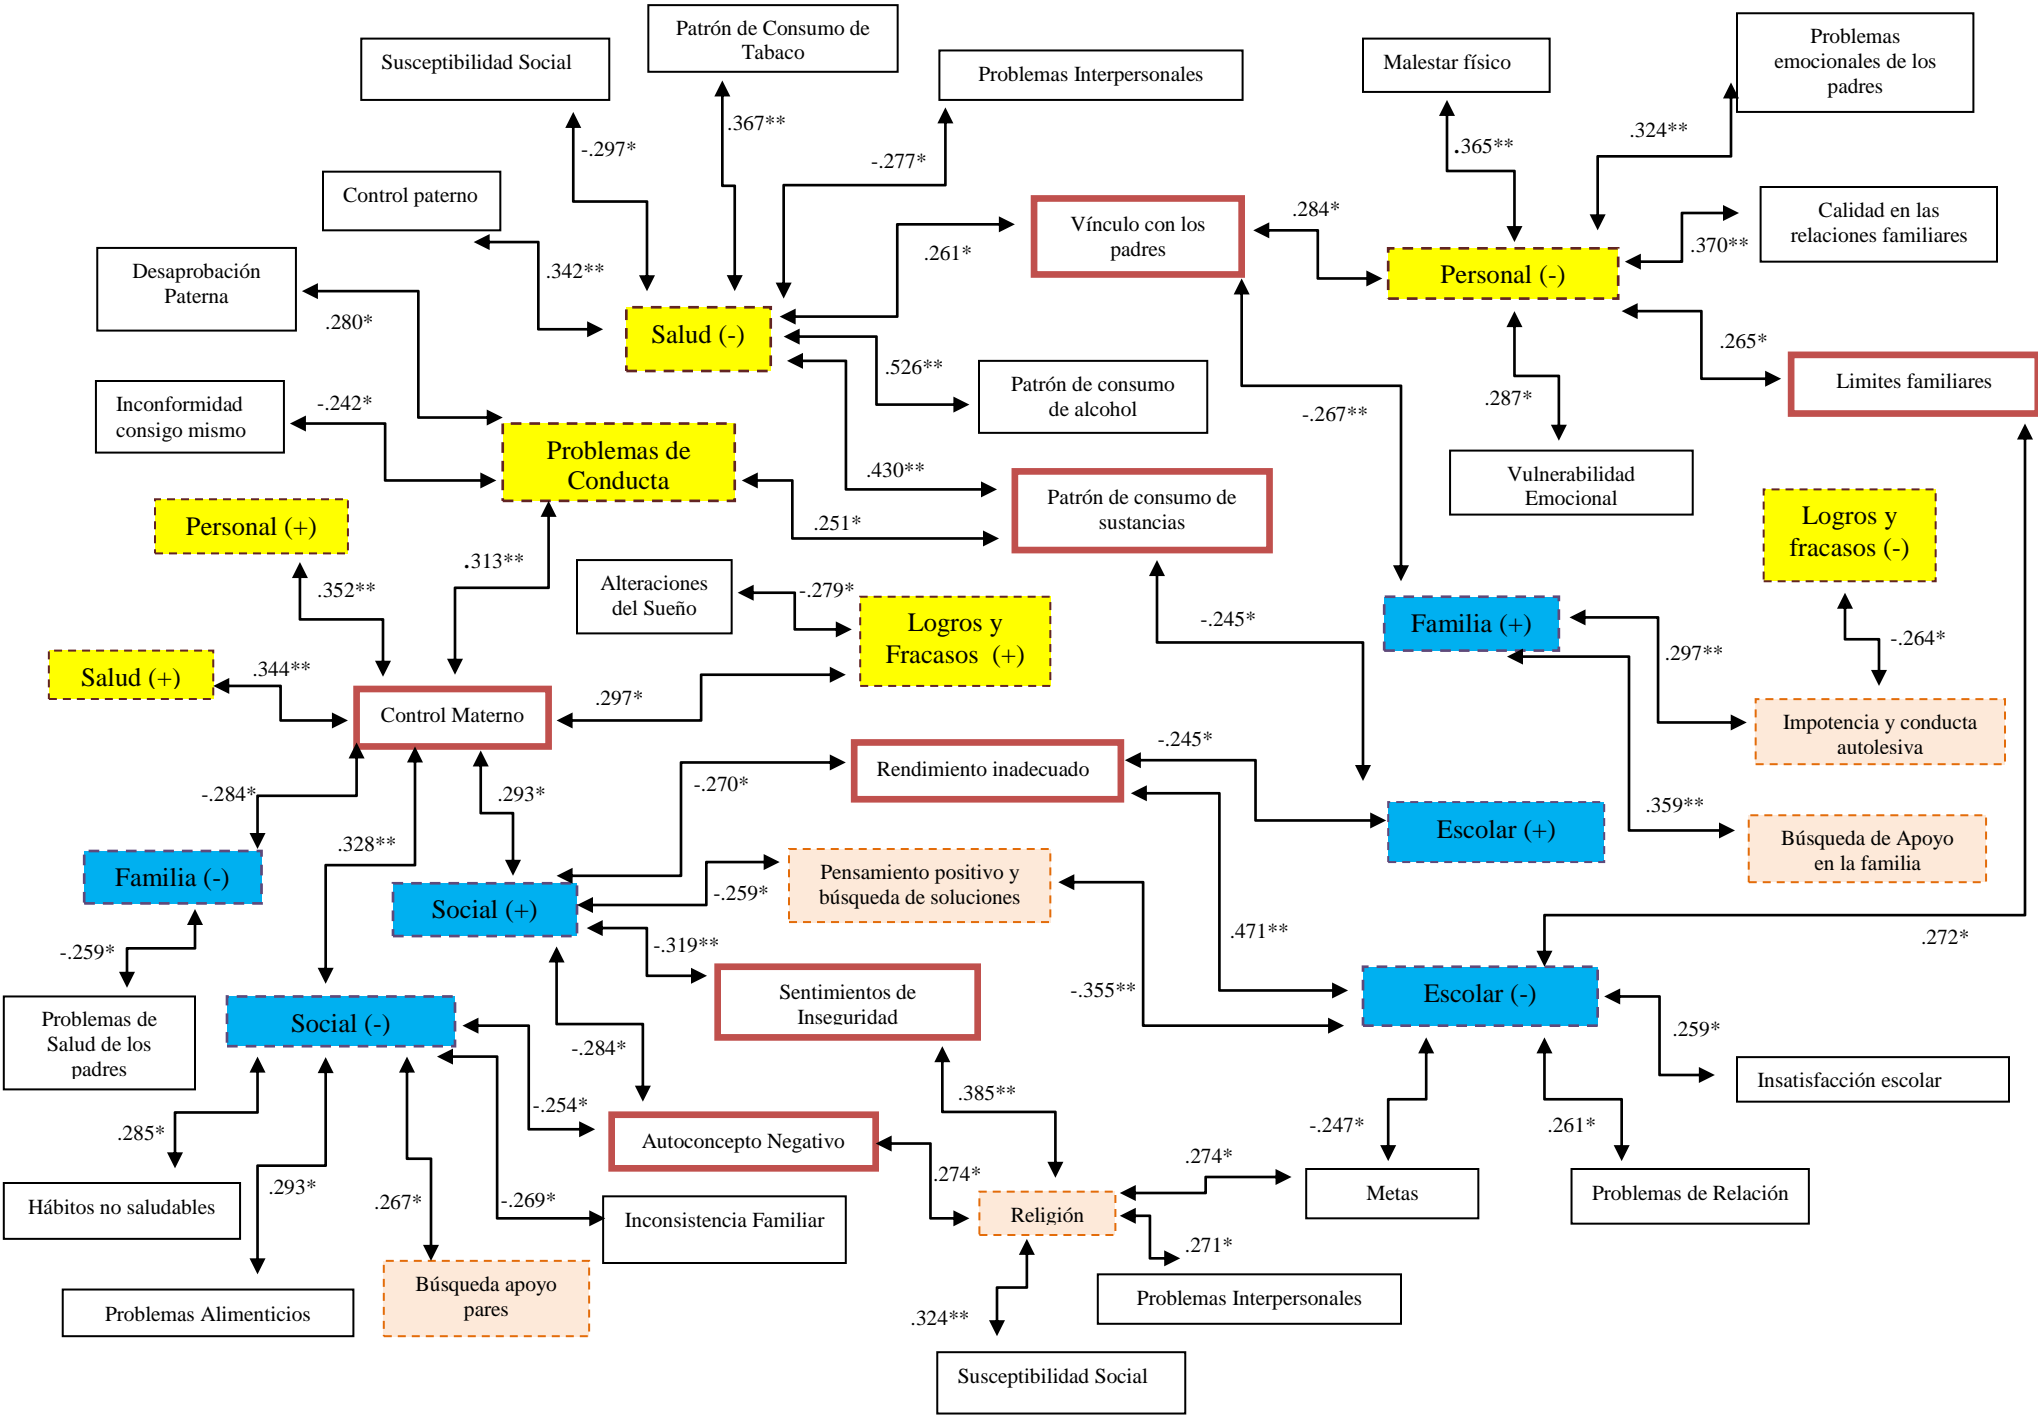 Patrón de Consumo de
Tabaco
Susceptibilidad Social
Problemas Interpersonales
Malestar físico
Problemas
emocionales de los
padres
.367**
-.297*
-.277*
.365**
.324**
Control paterno
Vínculo con los
padres
.284*
Calidad en las
relaciones familiares
.370**
.342**
.261*
Desaprobación
Paterna
.280*
Salud (-)
Personal (-)
.265*
Limites familiares
.526**
Patrón de consumo
de alcohol
.287*
-.267**
Inconformidad
consigo mismo
-.242*
Problemas de
Conducta
.430**
Patrón de consumo de
sustancias
.251*
Vulnerabilidad
Emocional
Logros y
fracasos (-)
Personal (+)
.352**
.313**
Alteraciones
del Sueño
-.279*
Logros y
Fracasos (+)
-.245*
Familia (+)
.297**
-.264*
Salud (+)
.344**
Control Materno
.297*
Impotencia y conducta
autolesiva
-.284*
.293*
-.270*
Rendimiento inadecuado
-.245*
.328**
Escolar (+)
.359**
Búsqueda de Apoyo
en la familia
Familia (-)
Social (+)
-.259*
Pensamiento positivo y
búsqueda de soluciones
-.259*
-.319**
.471**
.272*
Sentimientos de
Inseguridad
-.355**
Escolar (-)
Problemas de
Salud de los
padres
Social (-)
-.284*
.259*
Insatisfacción escolar
.385**
.285*
-.254*
Autoconcepto Negativo
-.247*
.261*
.274*
.274*
Hábitos no saludables
.293*
.267*
-.269*
Inconsistencia Familiar
Religión
Metas
Problemas de Relación
.271*
Problemas Alimenticios
Búsqueda apoyo
pares
.324**
Problemas Interpersonales
Susceptibilidad Social